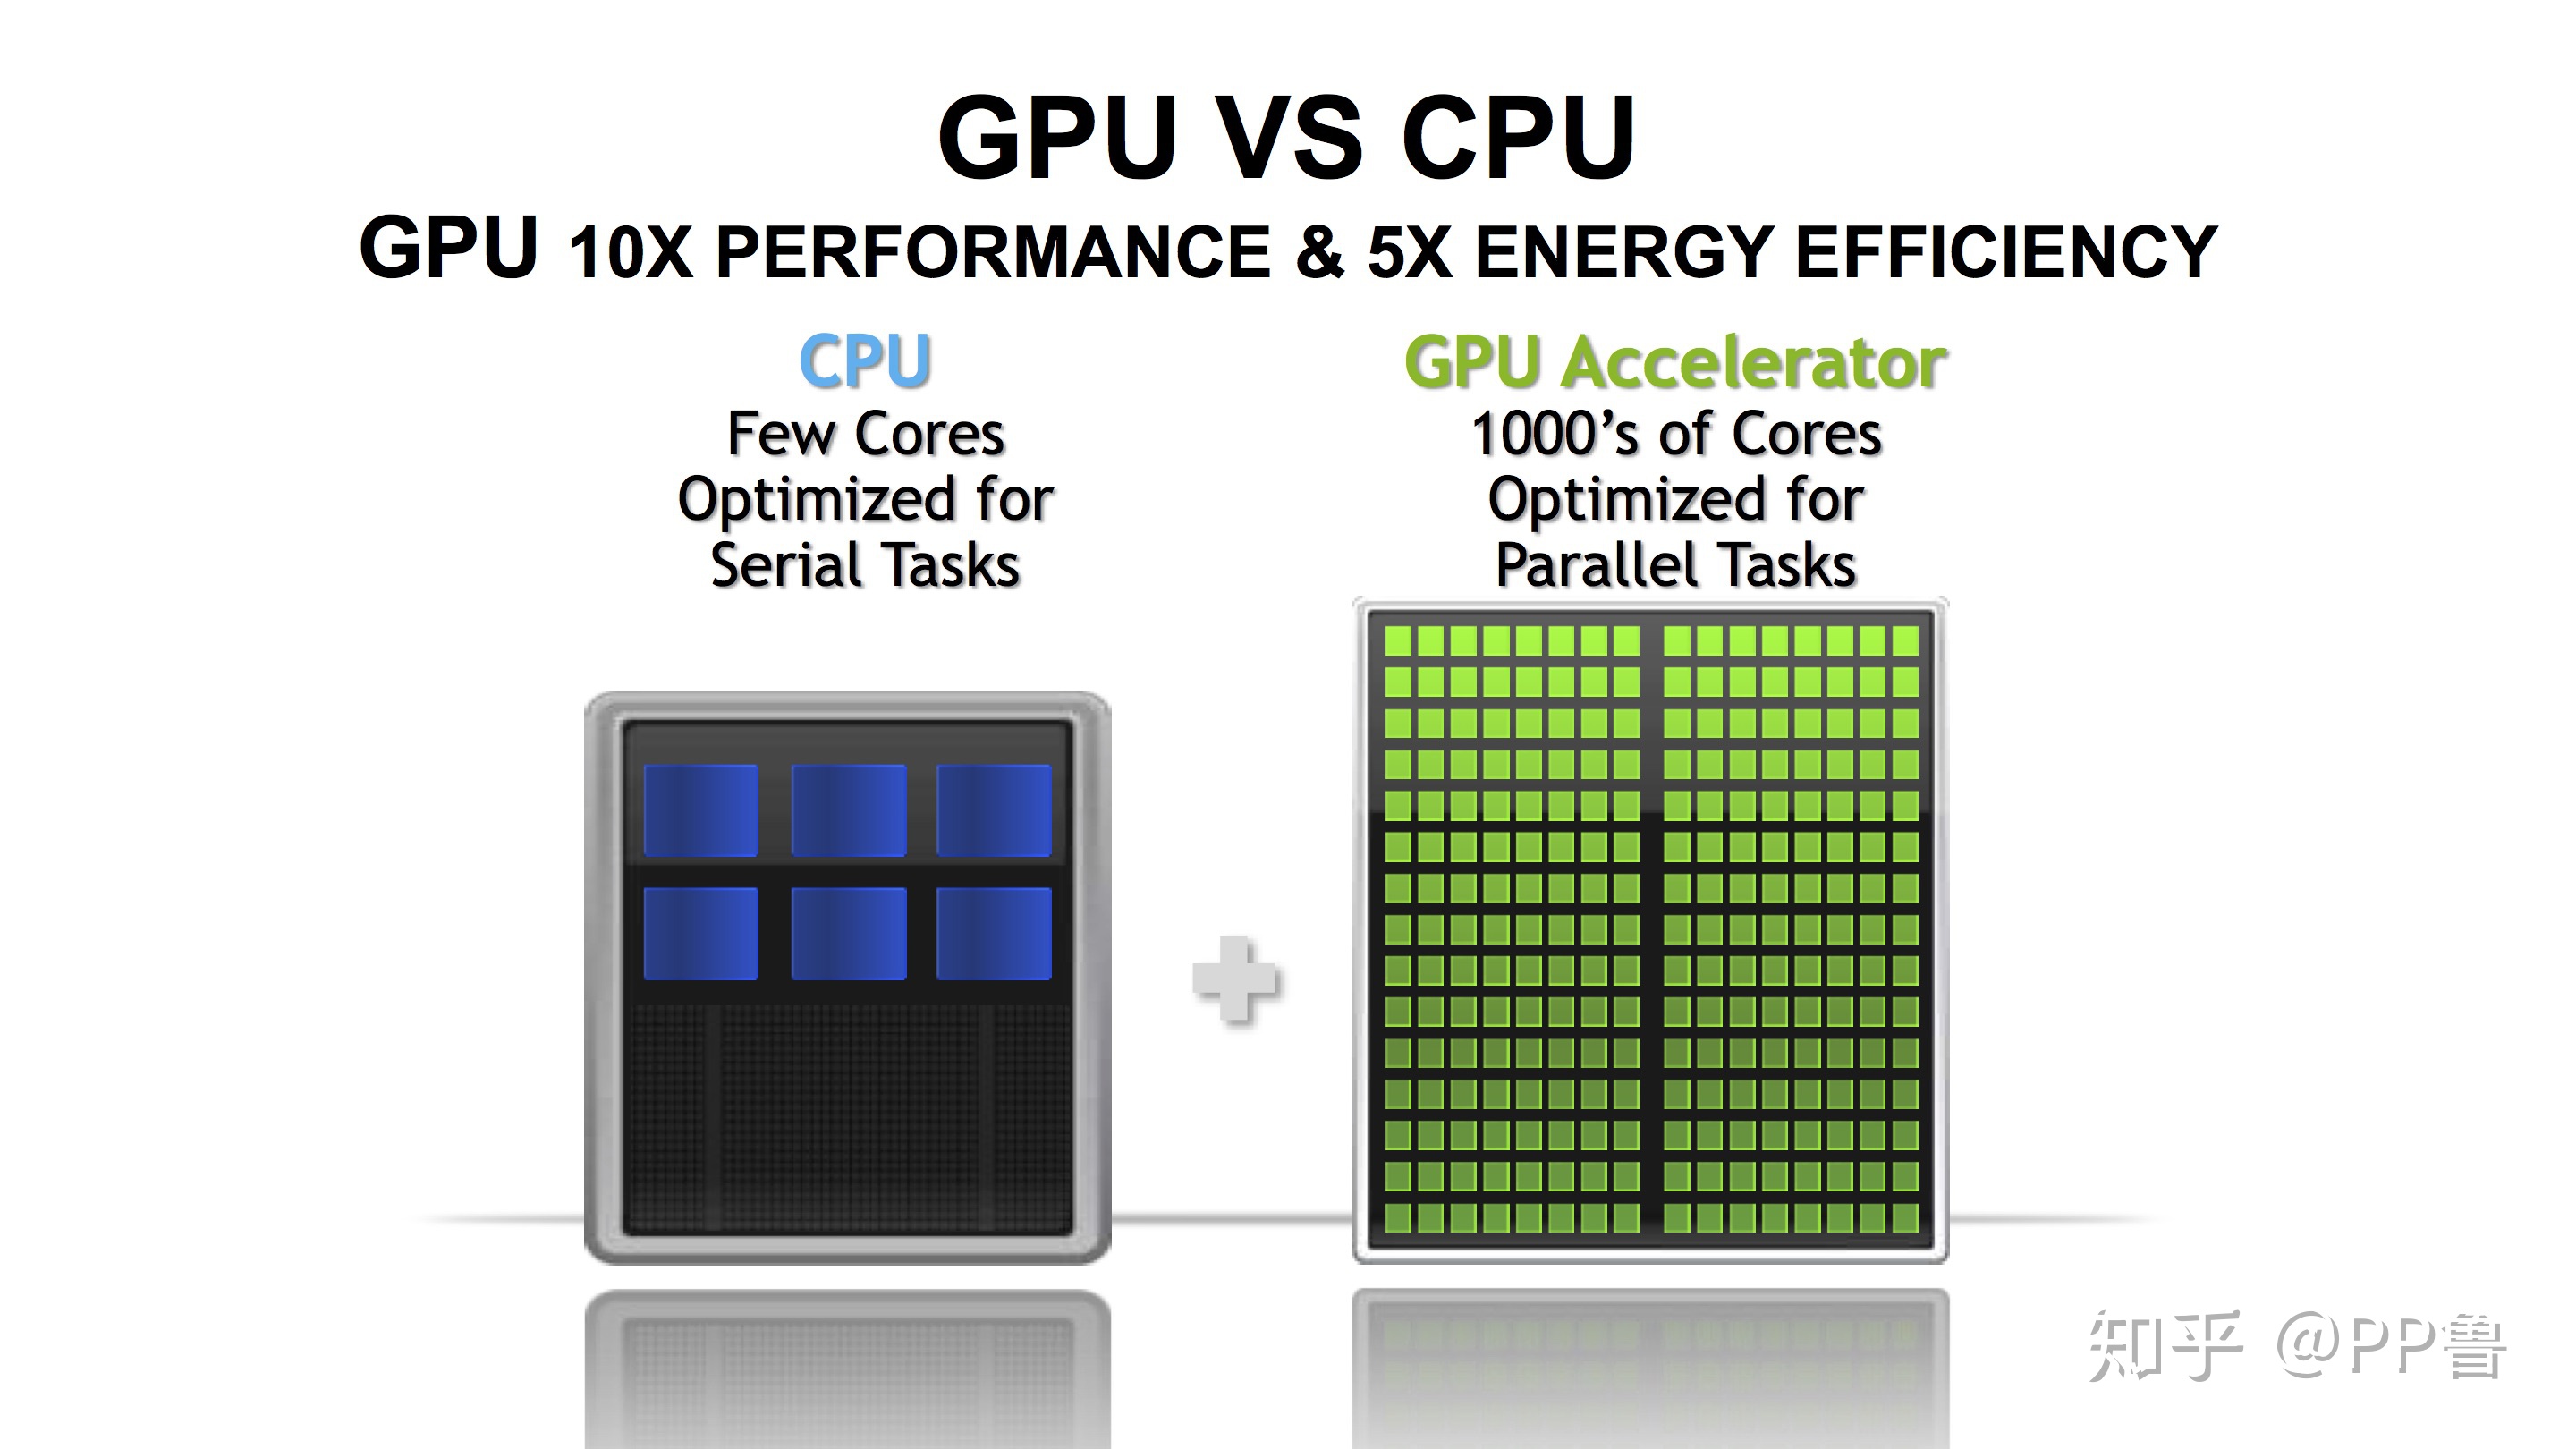 GPU VS CPU
GPU 10X PERFORMANCE & 5X ENERGY EFFICIENCY
CPU
Few Cores
Optimized for
Serial Tasks
GPU Accelerator
1000’s of Cores
Optimized for
Parallel Tasks
知乎 @PP鲁